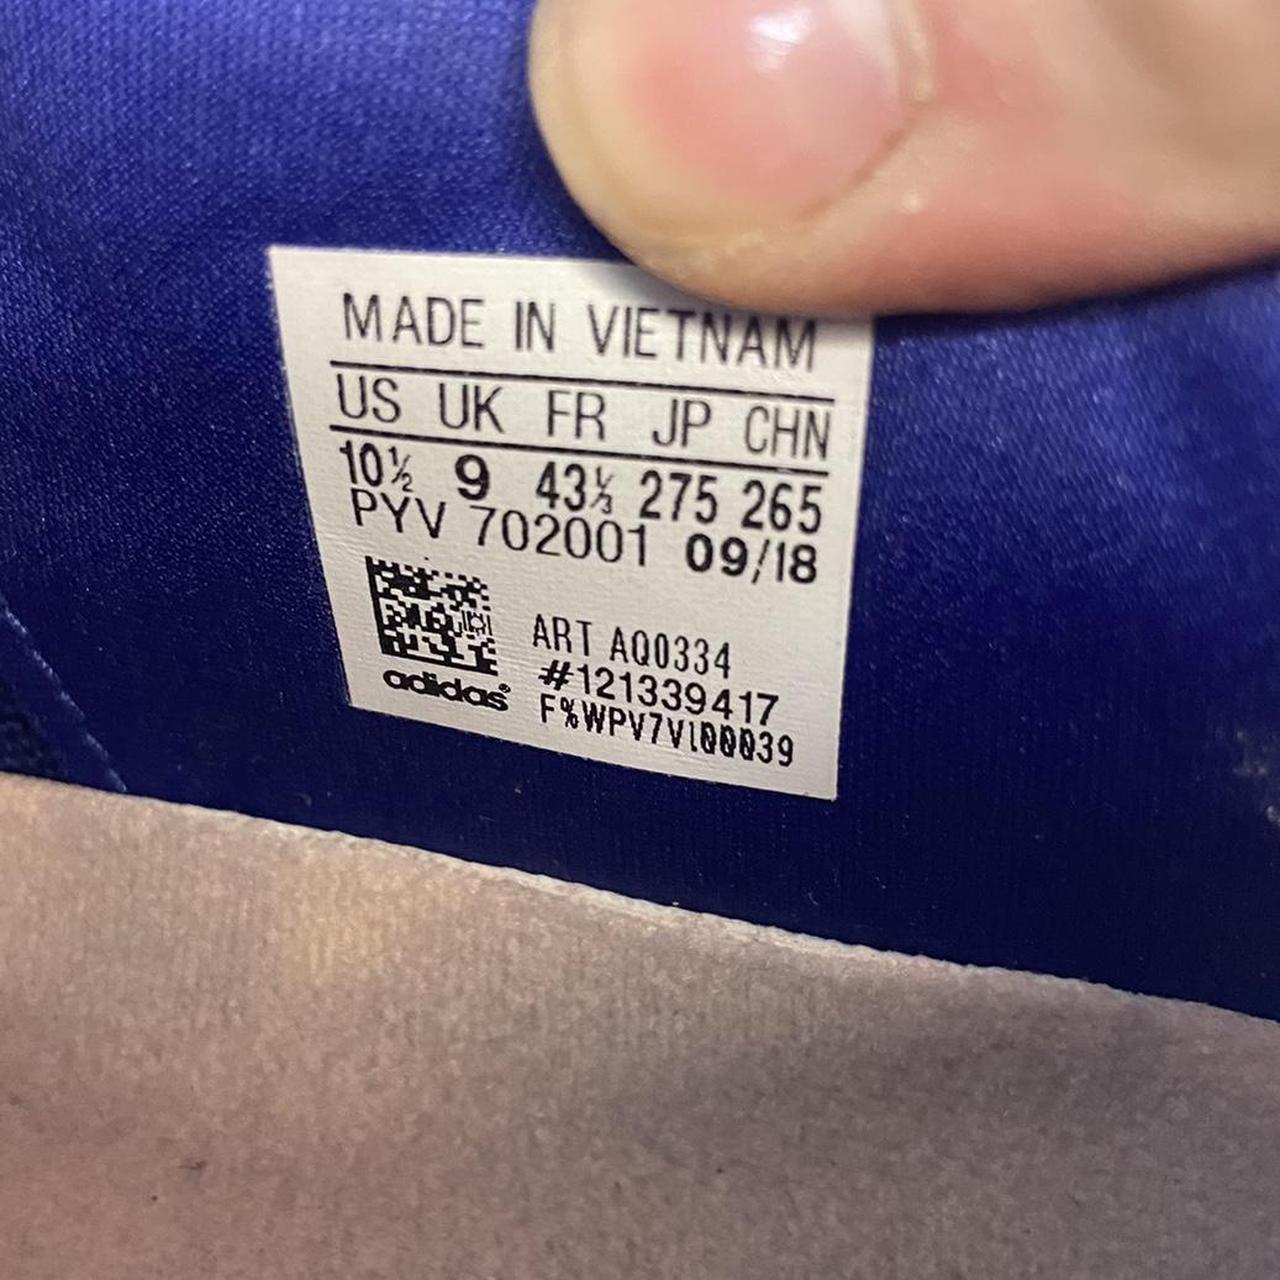 MADE IN VIETNAM
US UK FR JP CHN
10½ 9 43⅓ 275 265
PYV 702001 09/18
ART AQ0334
#121339417
F%WPV7V100039
adidas®